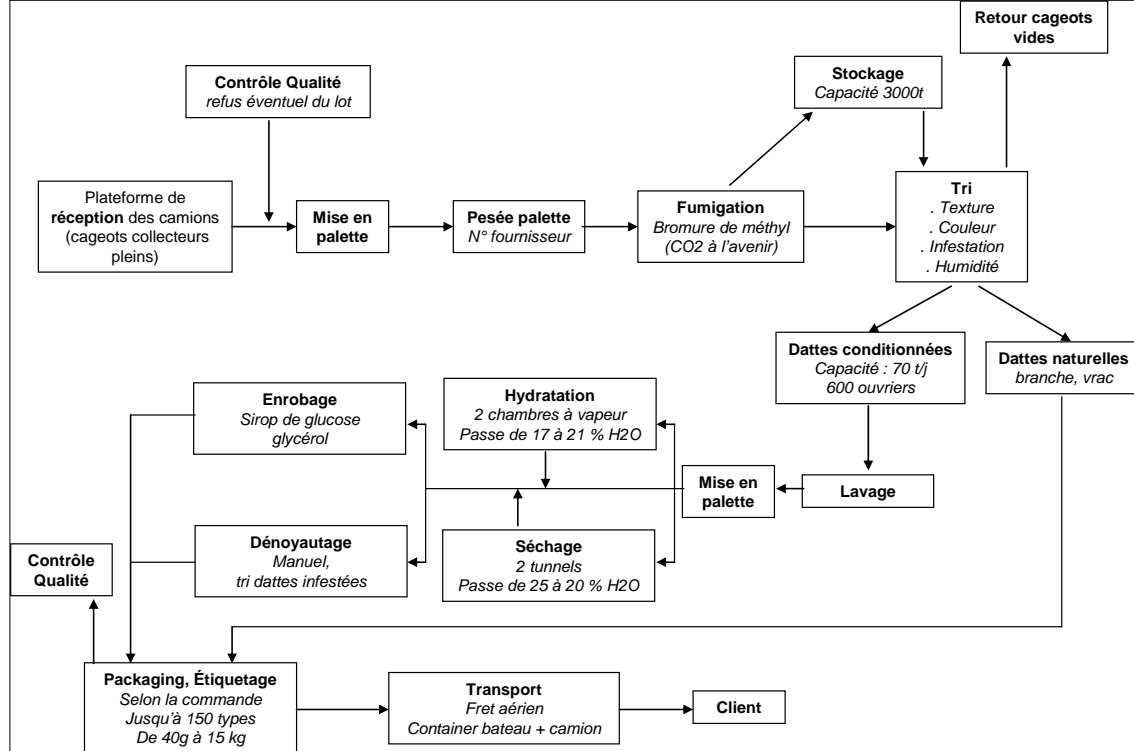 Retour cageots
vides
Contrôle Qualité
refus éventuel du lot
Stockage
Capacité 3000t
Plateforme de
réception des camions
(cageots collecteurs
pleins)
Mise en
palette
Pesée palette
N° fournisseur
Fumigation
Bromure de méthyl
(CO2 à l'avenir)
Tri
. Texture
. Couleur
. Infestation
. Humidité
Dattes conditionnées
Capacité : 70 t/j
600 ouvriers
Dattes naturelles
branche, vrac
Enrobage
Sirop de glucose
glycérol
Hydratation
2 chambres à vapeur
Passe de 17 à 21 % H2O
Mise en
palette
Lavage
Dénoyautage
Manuel,
tri dattes infestées
Séchage
2 tunnels
Passe de 25 à 20 % H2O
Contrôle
Qualité
Packaging, Étiquetage
Selon la commande
Jusqu'à 150 types
De 40g à 15 kg
Transport
Fret aérien
Container bateau + camion
Client